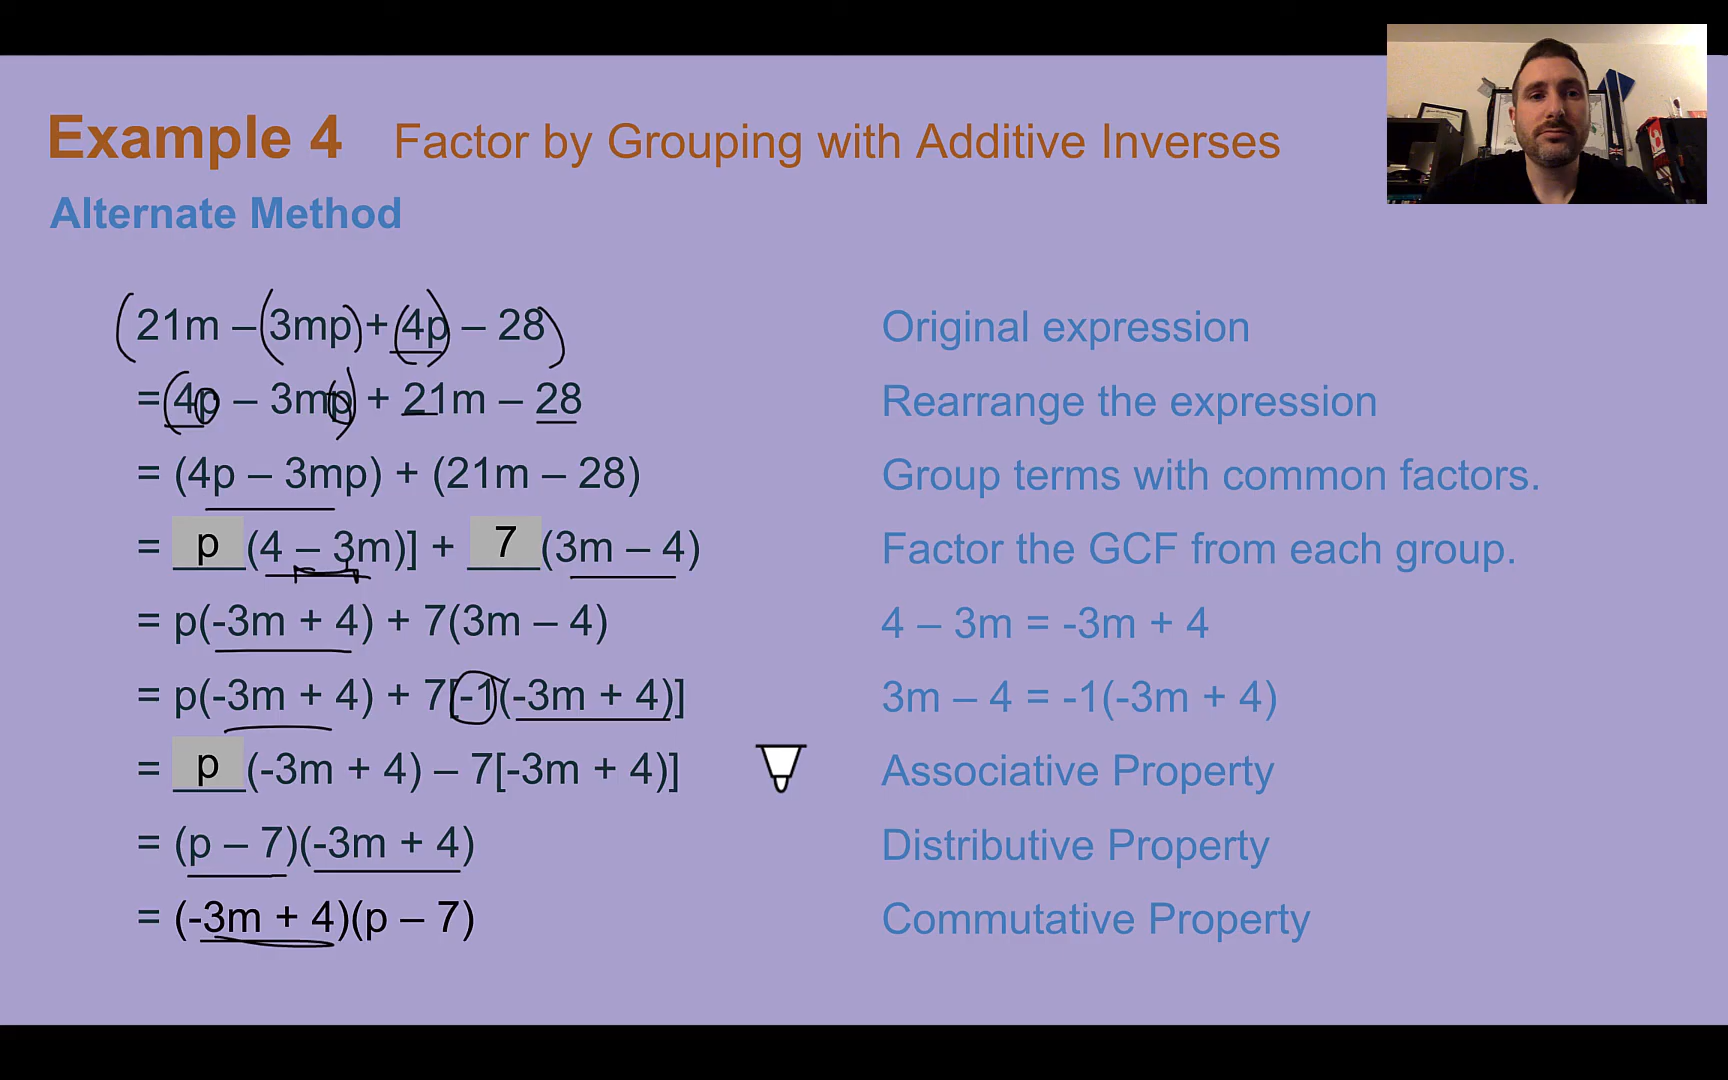 Example 4 Factor by Grouping with Additive Inverses
Alternate Method
21m – 3mp + 4p – 28 Original expression
= 4p – 3mp + 21m – 28 Rearrange the expression
= (4p – 3mp) + (21m – 28) Group terms with common factors.
= p (4 – 3m)] + 7 (3m – 4) Factor the GCF from each group.
= p(-3m + 4) + 7(3m – 4) 4 – 3m = -3m + 4
= p(-3m + 4) + 7[-1(-3m + 4)] 3m – 4 = -1(-3m + 4)
= p (-3m + 4) – 7[-3m + 4)] Associative Property
= (p – 7)(-3m + 4) Distributive Property
= (-3m + 4)(p – 7) Commutative Property